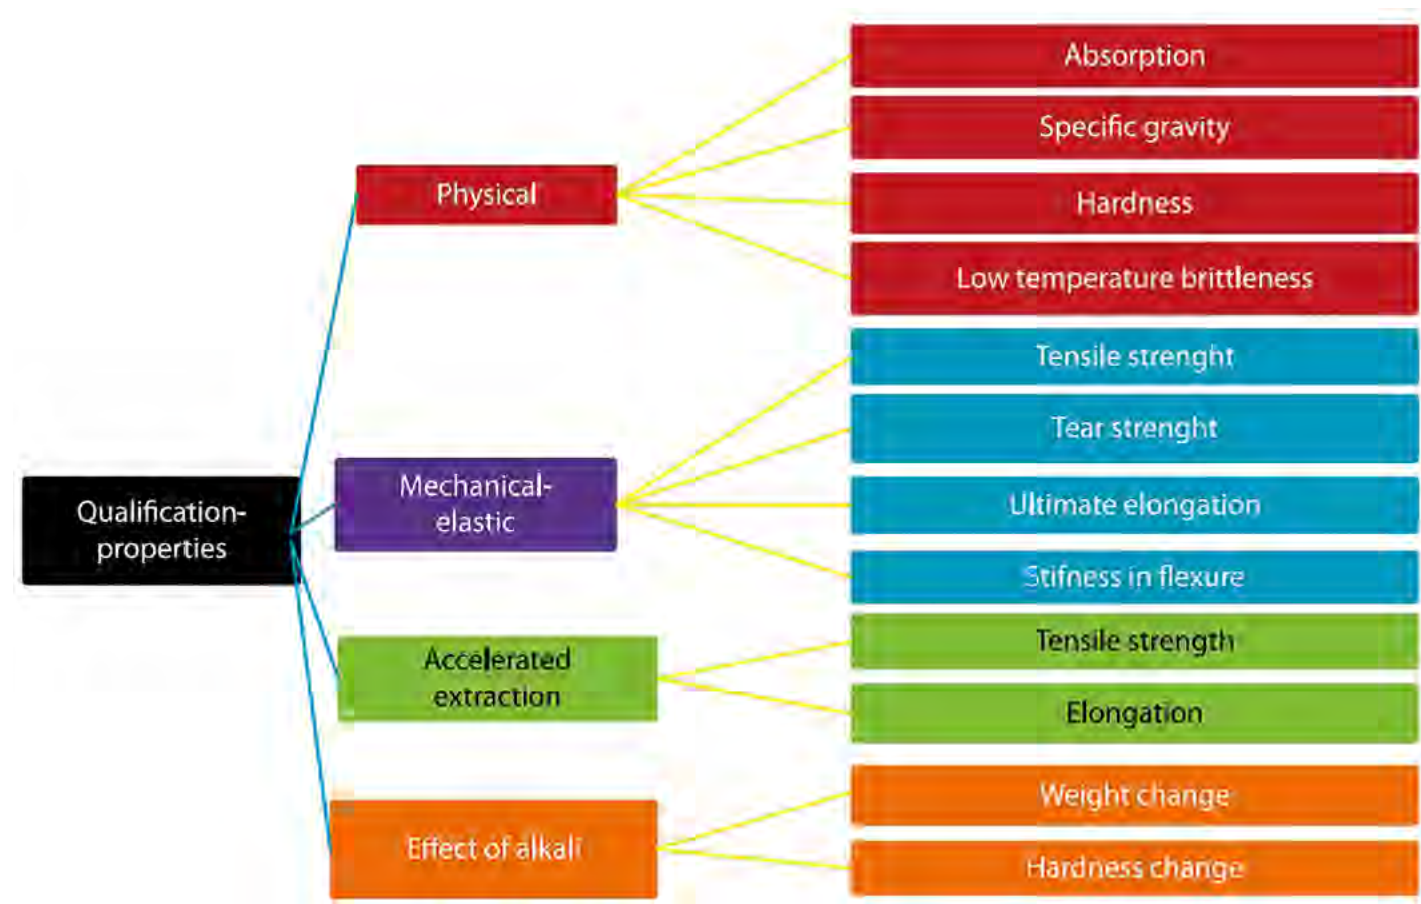 Qualification-
properties
Physical
Mechanical-
elastic
Accelerated
extraction
Effect of alkali
Absorption
Specific gravity
Hardness
Low temperature brittleness
Tensile strenght
Tear strenght
Ultimate elongation
Stifness in flexure
Tensile strength
Elongation
Weight change
Hardness change